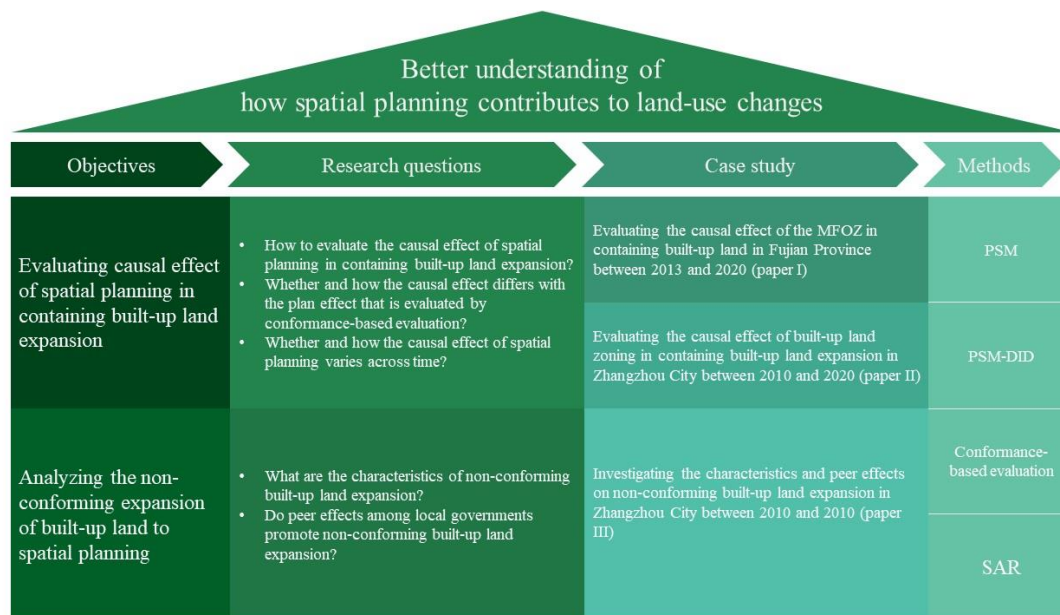 Better understanding of
how spatial planning contributes to land-use changes
Objectives
Research questions
Case study
Methods
Evaluating causal effect
of spatial planning in
containing built-up land
expansion
• How to evaluate the causal effect of spatial
planning in containing built-up land expansion?
• Whether and how the causal effect differs with
the plan effect that is evaluated by
conformance-based evaluation?
• Whether and how the causal effect of spatial
planning varies across time?
Evaluating the causal effect of the MFOZ in
containing built-up land in Fujian Province
between 2013 and 2020 (paper I)
Evaluating the causal effect of built-up land
zoning in containing built-up land expansion in
Zhangzhou City between 2010 and 2020 (paper II)
PSM
PSM-DID
Analyzing the non-
conforming expansion
of built-up land to
spatial planning
• What are the characteristics of non-conforming
built-up land expansion?
• Do peer effects among local governments
promote non-conforming built-up land
expansion?
Investigating the characteristics and peer effects
on non-conforming built-up land expansion in
Zhangzhou City between 2010 and 2010 (paper
III)
Conformance-
based evaluation
SAR